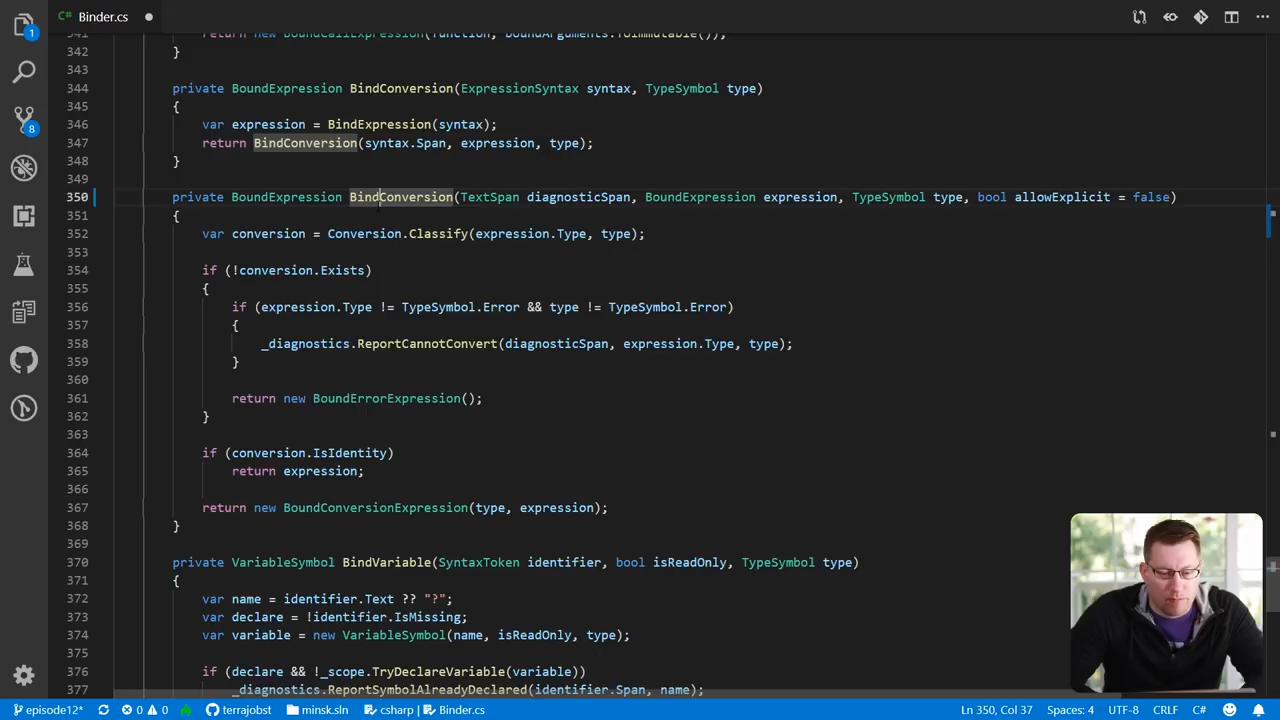 Binder.cs
341 return new BoundCallExpression(function, boundArguments.ToImmutable());
342 }
343
344 private BoundExpression BindConversion(ExpressionSyntax syntax, TypeSymbol type)
345 {
346 var expression = BindExpression(syntax);
347 return BindConversion(syntax.Span, expression, type);
348 }
349
350 private BoundExpression BindConversion(TextSpan diagnosticSpan, BoundExpression expression, TypeSymbol type, bool allowExplicit = false)
351 {
352 var conversion = Conversion.Classify(expression.Type, type);
353
354 if (!conversion.Exists)
355 {
356 if (expression.Type != TypeSymbol.Error && type != TypeSymbol.Error)
357 {
358 _diagnostics.ReportCannotConvert(diagnosticSpan, expression.Type, type);
359 }
360
361 return new BoundErrorExpression();
362 }
363
364 if (conversion.IsIdentity)
365 return expression;
366
367 return new BoundConversionExpression(type, expression);
368 }
369
370 private VariableSymbol BindVariable(SyntaxToken identifier, bool isReadOnly, TypeSymbol type)
371 {
372 var name = identifier.Text ?? "?";
373 var declare = !identifier.IsMissing;
374 var variable = new VariableSymbol(name, isReadOnly, type);
375
376 if (declare && !_scope.TryDeclareVariable(variable))
377 _diagnostics.ReportSymbolAlreadyDeclared(identifier.Span, name);
1
8
episode12* 0 0 terrajobst minsk.sln csharp | Binder.cs Ln 350, Col 37 Spaces: 4 UTF-8 CRLF C#